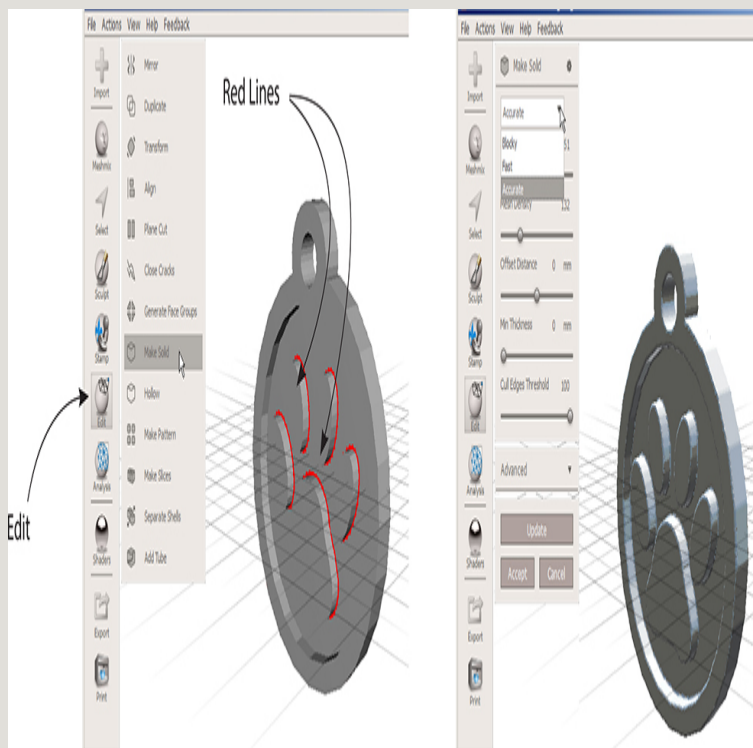 File Actions View Help Feedback
Import
Meshmix
Select
Sculpt
Stamp
Edit
Analysis
Shaders
Export
Print
Mirror
Duplicate
Transform
Align
Plane Cut
Close Cracks
Generate Face Groups
Make Solid
Hollow
Make Pattern
Make Slices
Separate Shells
Add Tube
Red Lines
Edit
File Actions View Help Feedback
Import
Meshmix
Select
Sculpt
Stamp
Edit
Analysis
Shaders
Export
Print
Make Solid
Accurate
Blocky
Fast
Accurate
Mesh Density 132
Offset Distance 0 mm
Min Thickness 0 mm
Cull Edges Threshold 100
Advanced
Update
Accept Cancel